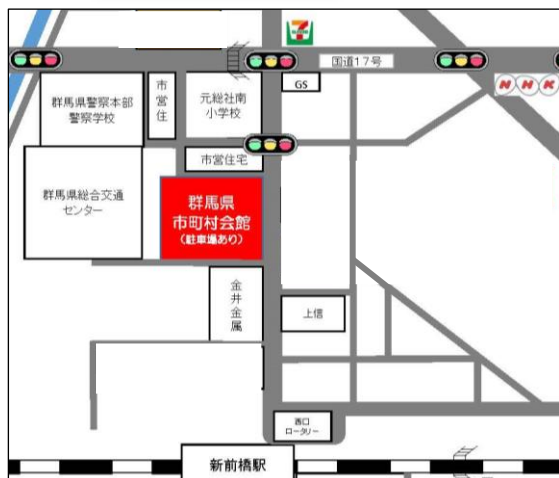 7
ELEVEN
国道17号
NHK
群馬県警察本部
警察学校
市営住
元総社南
小学校
GS
市営住宅
群馬県総合交通
センター
群馬県
市町村会館
(駐車場あり)
金井金属
上信
西口
ロータリー
新前橋駅